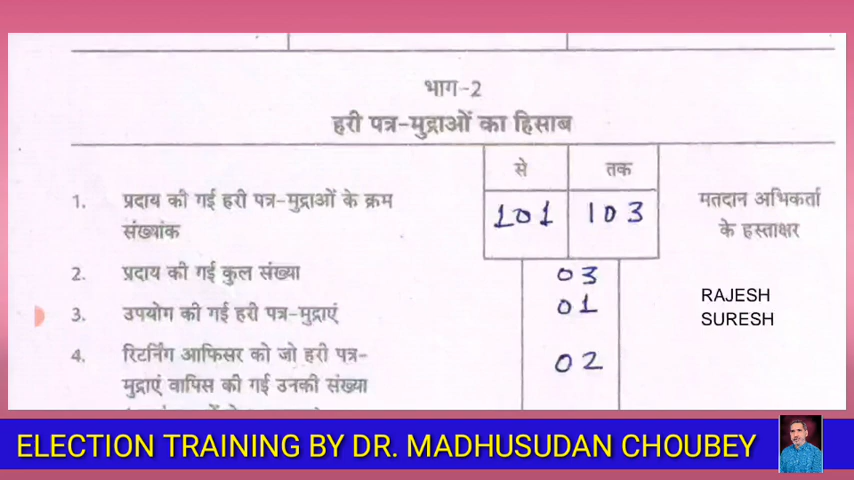 भाग-2
हरी पत्र-मुद्राओं का हिसाब
से तक
1. प्रदाय की गई हरी पत्र-मुद्राओं के क्रम संख्यांक 101 103
मतदान अभिकर्ता के हस्ताक्षर
2. प्रदाय की गई कुल संख्या 03
RAJESH
3. उपयोग की गई हरी पत्र-मुद्राएं 01
SURESH
4. रिटर्निंग आफिसर को जो हरी पत्र-
मुद्राएं वापिस की गई उनकी संख्या 02
ELECTION TRAINING BY DR. MADHUSUDAN CHOUBEY